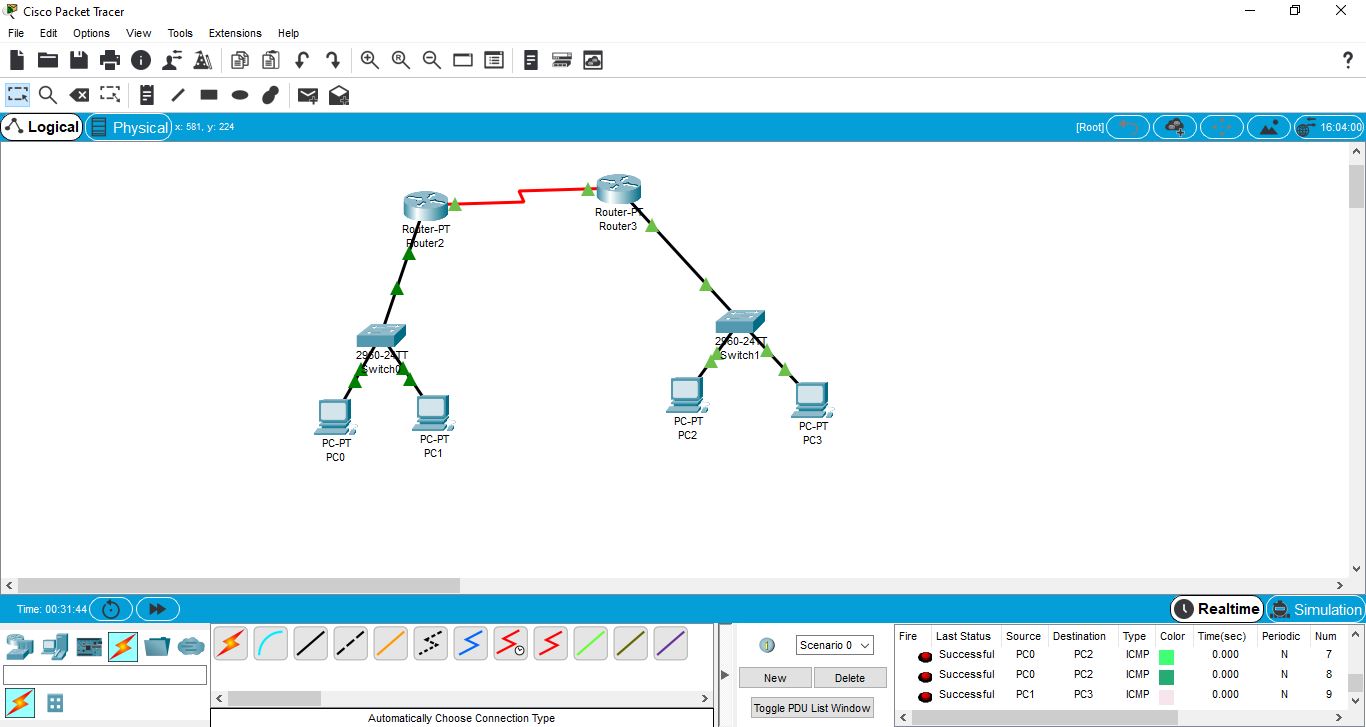 Cisco Packet Tracer
File Edit Options View Tools Extensions Help
Logical Physical x: 581, y: 224 [Root] 16:04:00
Router-PT
Router2
Router-PT
Router3
2960-24TT
Switch0
2960-24TT
Switch1
PC-PT
PC0
PC-PT
PC1
PC-PT
PC2
PC-PT
PC3
Time: 00:31:44 Realtime Simulation
Scenario 0
New Delete
Toggle PDU List Window
Automatically Choose Connection Type
Fire Last Status Source Destination Type Color Time(sec) Periodic Num
Successful PC0 PC2 ICMP 0.000 N 7
Successful PC0 PC2 ICMP 0.000 N 8
Successful PC1 PC3 ICMP 0.000 N 9